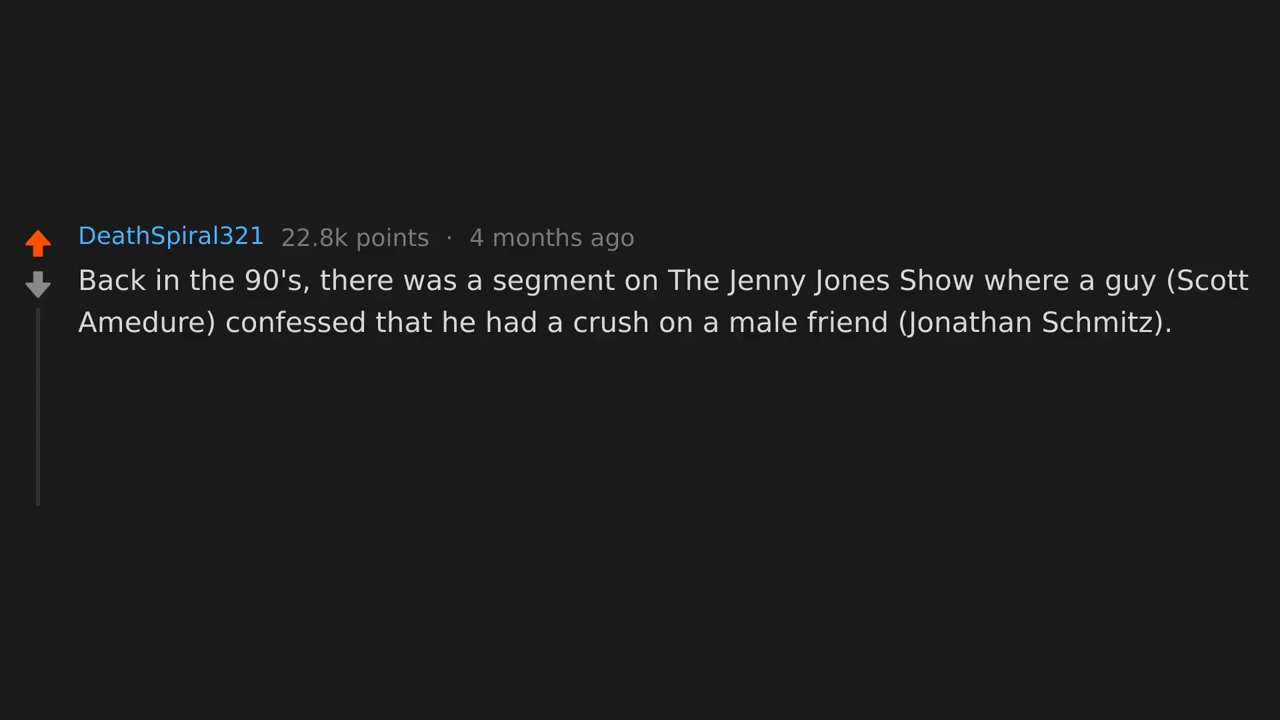 DeathSpiral321 22.8k points · 4 months ago
Back in the 90's, there was a segment on The Jenny Jones Show where a guy (Scott
Amedure) confessed that he had a crush on a male friend (Jonathan Schmitz).